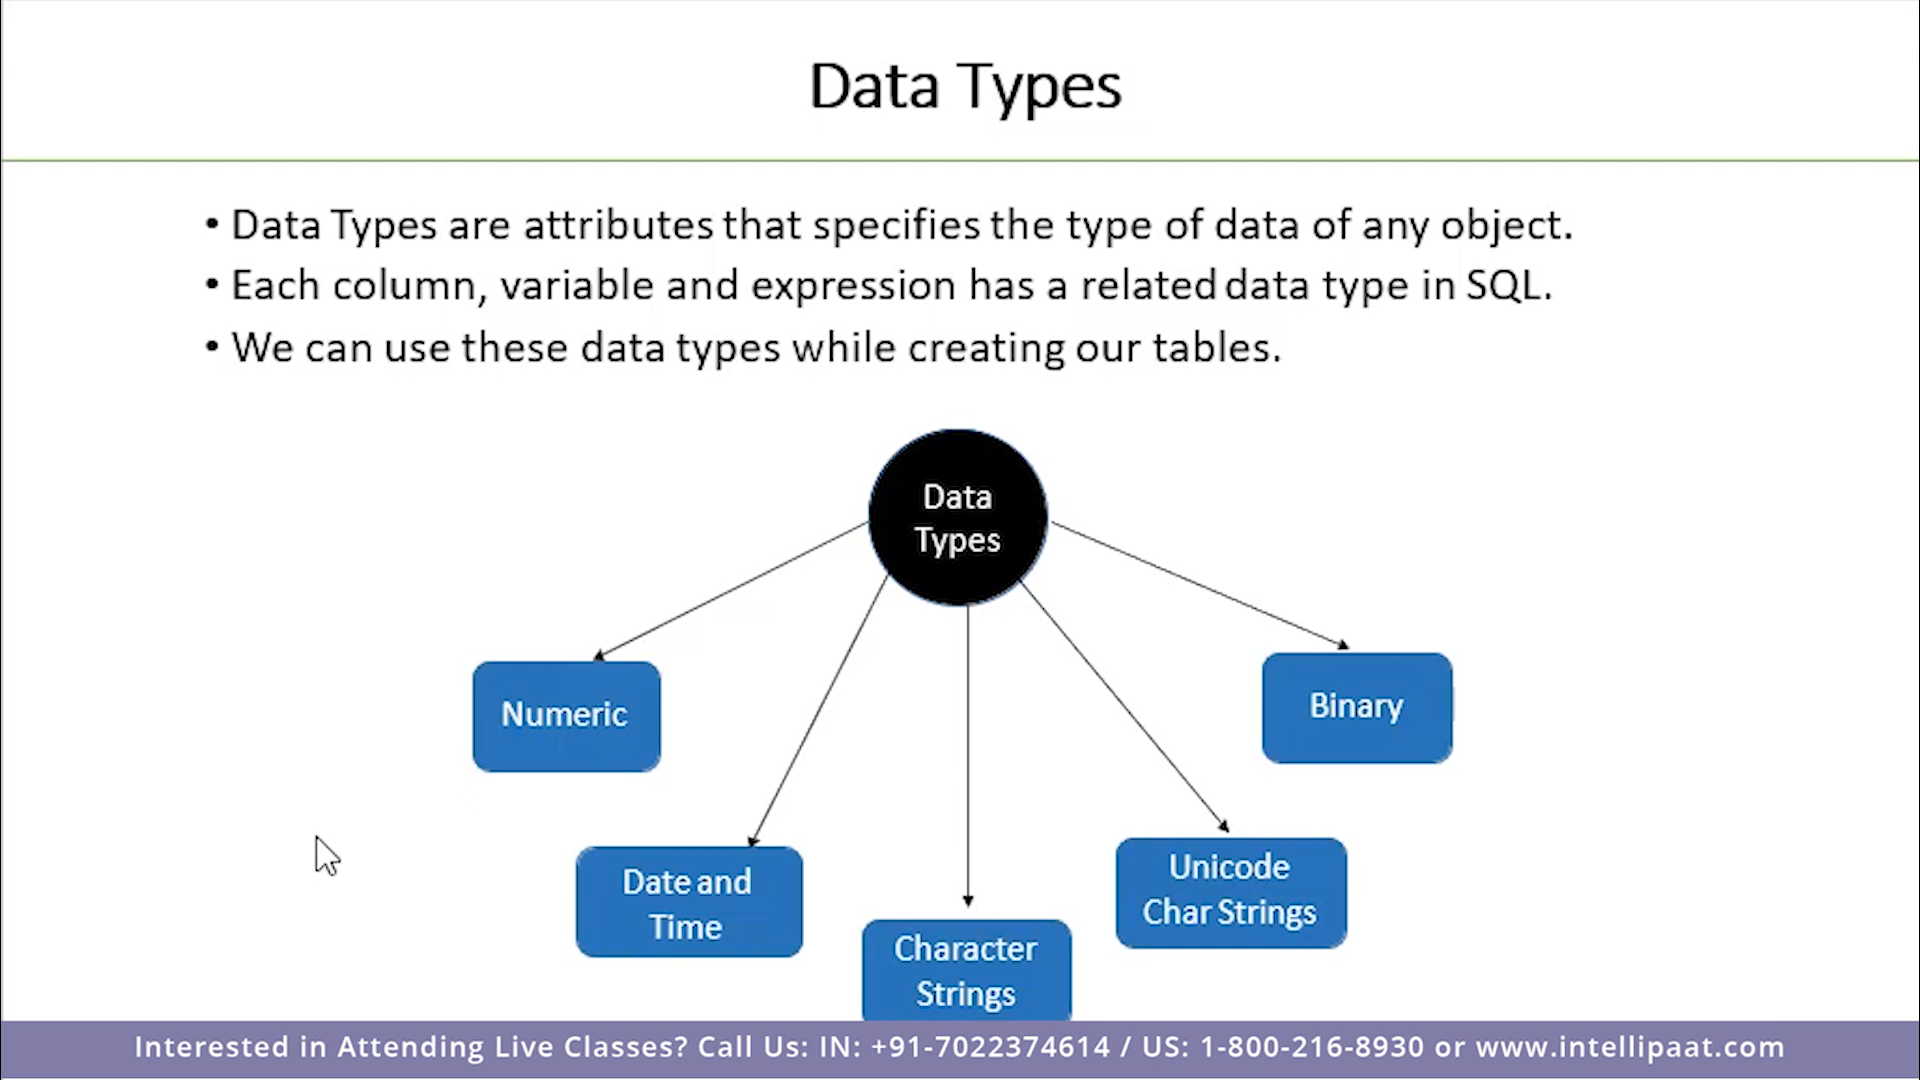 Data Types
• Data Types are attributes that specifies the type of data of any object.
• Each column, variable and expression has a related data type in SQL.
• We can use these data types while creating our tables.
Data
Types
Numeric
Binary
Date and
Time
Character
Strings
Unicode
Char Strings
Interested in Attending Live Classes? Call Us: IN: +91-7022374614 / US: 1-800-216-8930 or www.intellipaat.com